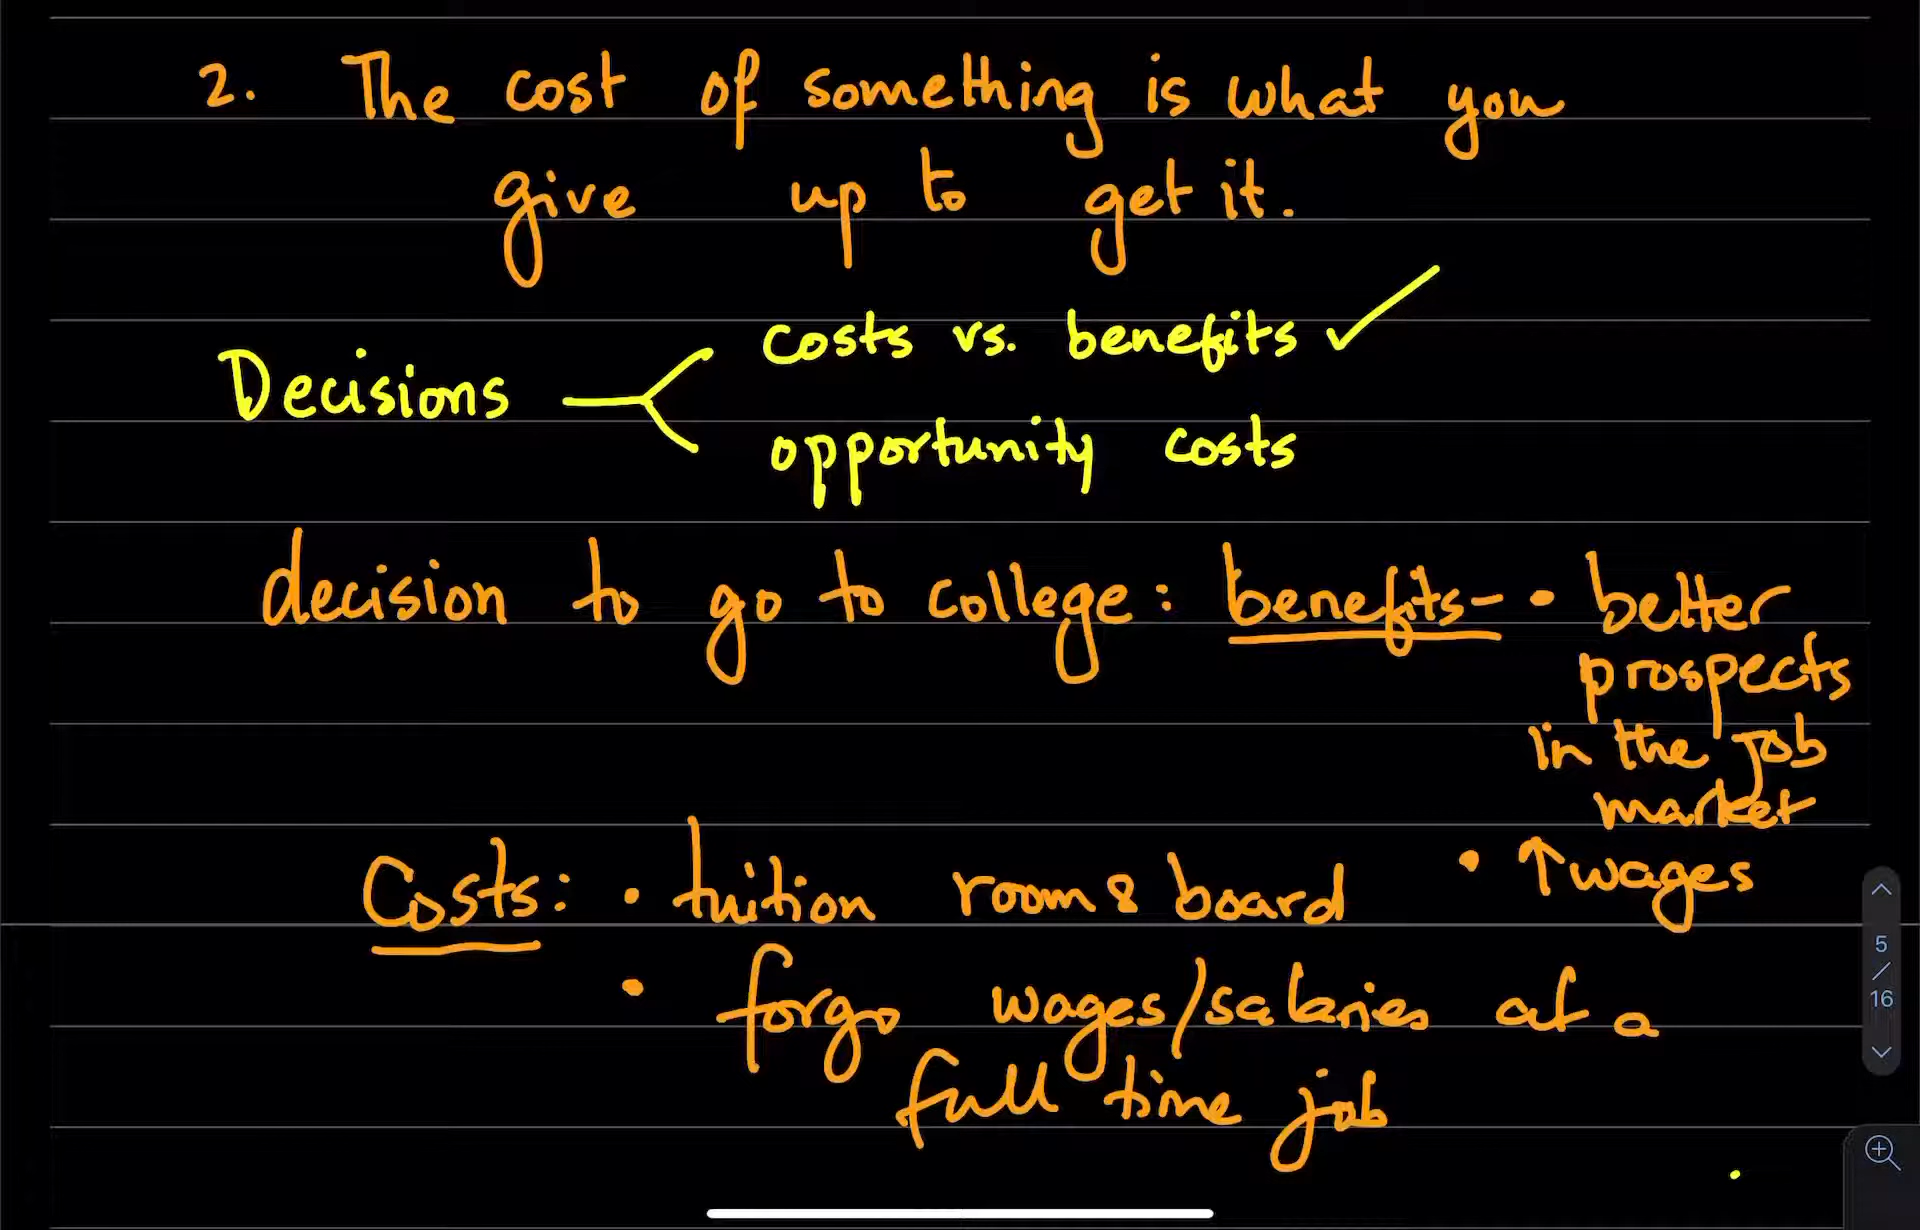 2. The cost of something is what you
give up to get it.
costs vs. benefits ✓
Decisions
opportunity costs
decision to go to college: benefits- • better
prospects
in the job
market
• ↑ wages
Costs: • tuition room & board
• forgo wages/salaries at a
full time job
5
/
16